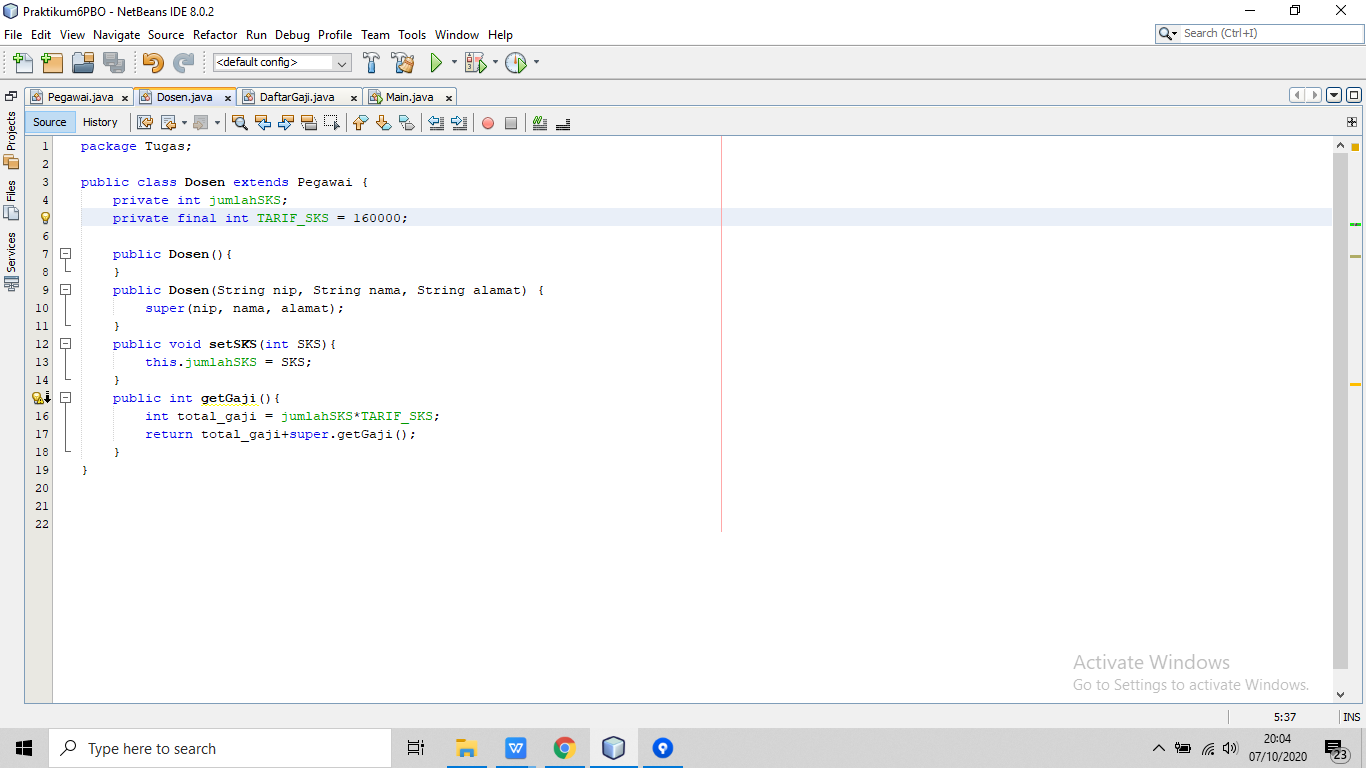 Praktikum6PBO - NetBeans IDE 8.0.2
File Edit View Navigate Source Refactor Run Debug Profile Team Tools Window Help
Search (Ctrl+I)
<default config>
Pegawai.java Dosen.java DaftarGaji.java Main.java
Source History
Projects
Files
Services
1 package Tugas;
2
3 public class Dosen extends Pegawai {
4 private int jumlahSKS;
private final int TARIF_SKS = 160000;
6
7 public Dosen(){
8 }
9 public Dosen(String nip, String nama, String alamat) {
10 super(nip, nama, alamat);
11 }
12 public void setSKS(int SKS){
13 this.jumlahSKS = SKS;
14 }
public int getGaji(){
16 int total_gaji = jumlahSKS*TARIF_SKS;
17 return total_gaji+super.getGaji();
18 }
19 }
20
21
22
Activate Windows
Go to Settings to activate Windows.
5:37 INS
Type here to search
20:04
07/10/2020
23